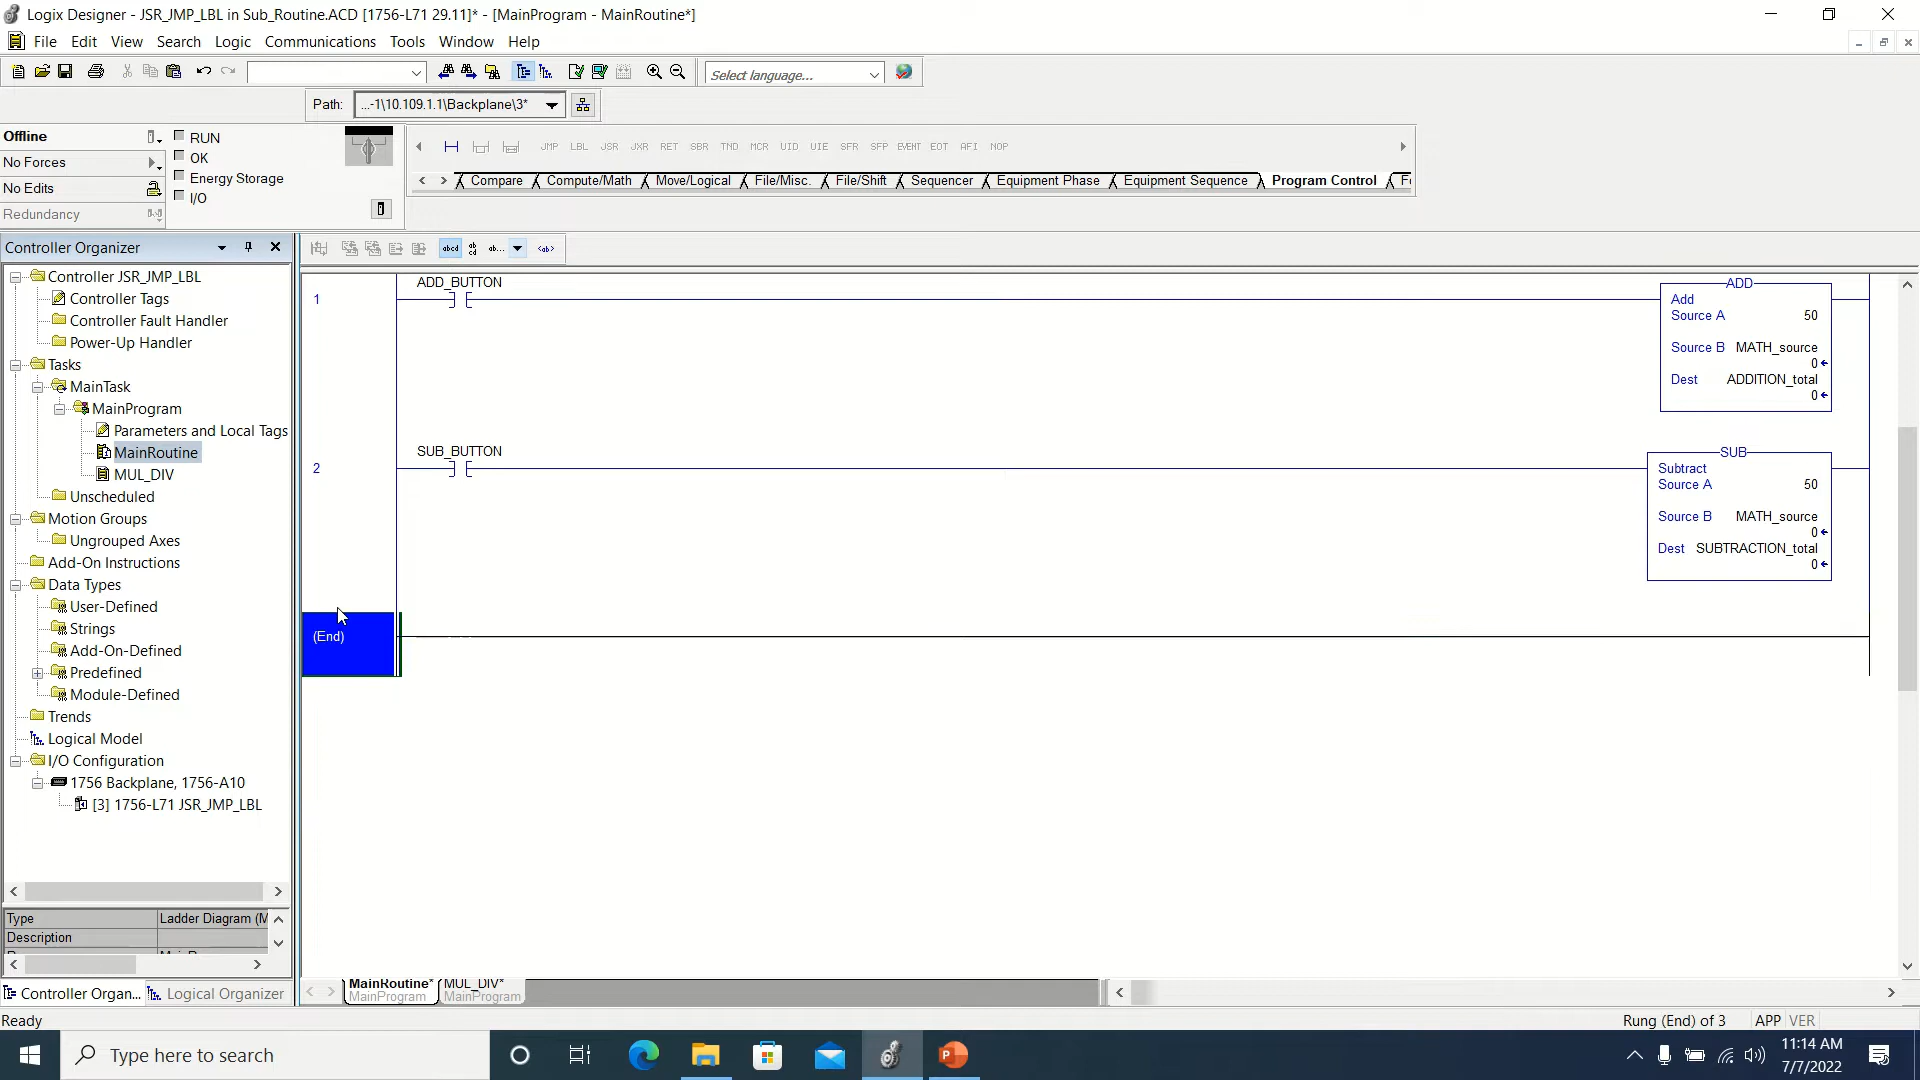 Logix Designer - JSR_JMP_LBL in Sub_Routine.ACD [1756-L71 29.11]* - [MainProgram - MainRoutine*]
File Edit View Search Logic Communications Tools Window Help
Select language...
Path: ...-1\10.109.1.1\Backplane\3*
Offline
RUN
No Forces
OK
No Edits
Energy Storage
Redundancy
I/O
JMP LBL JSR JXR RET SBR TND MCR UID UIE SFR SFP EVENT EOT AFI NOP
Compare Compute/Math Move/Logical File/Misc. File/Shift Sequencer Equipment Phase Equipment Sequence Program Control
Controller Organizer
abcd
ab cd
ab...
<ab>
Controller JSR_JMP_LBL
Controller Tags
Controller Fault Handler
Power-Up Handler
Tasks
MainTask
MainProgram
Parameters and Local Tags
MainRoutine
MUL_DIV
Unscheduled
Motion Groups
Ungrouped Axes
Add-On Instructions
Data Types
User-Defined
Strings
Add-On-Defined
Predefined
Module-Defined
Trends
Logical Model
I/O Configuration
1756 Backplane, 1756-A10
[3] 1756-L71 JSR_JMP_LBL
Type Ladder Diagram (M
Description
Controller Organ... Logical Organizer
1
ADD_BUTTON
ADD
Add
Source A 50
Source B MATH_source
0
Dest ADDITION_total
0
2
SUB_BUTTON
SUB
Subtract
Source A 50
Source B MATH_source
0
Dest SUBTRACTION_total
0
(End)
MainRoutine* MUL_DIV*
MainProgram MainProgram
Ready
Rung (End) of 3 APP VER
Type here to search
11:14 AM
7/7/2022